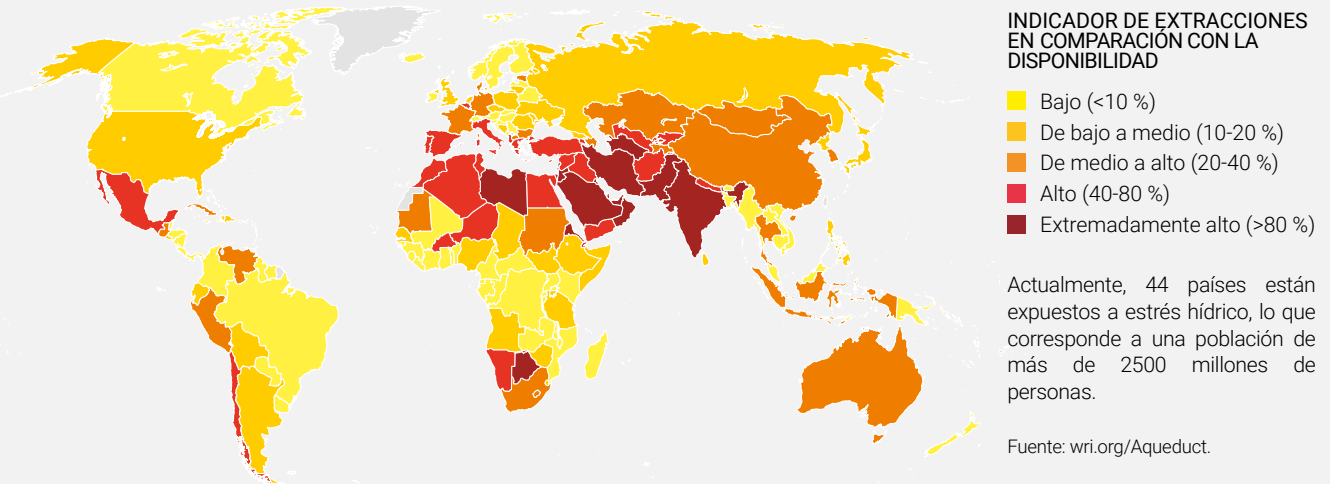 INDICADOR DE EXTRACCIONES
EN COMPARACIÓN CON LA
DISPONIBILIDAD
Bajo (<10 %)
De bajo a medio (10-20 %)
De medio a alto (20-40 %)
Alto (40-80 %)
Extremadamente alto (>80 %)
Actualmente, 44 países están
expuestos a estrés hídrico, lo que
corresponde a una población de
más de 2500 millones de
personas.
Fuente: wri.org/Aqueduct.